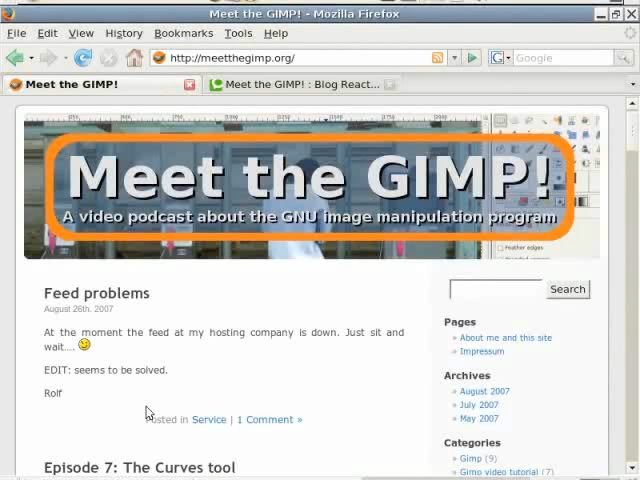 Meet the GIMP! - Mozilla Firefox
File Edit View History Bookmarks Tools Help
http://meetthegimp.org/
Google
Meet the GIMP!
Meet the GIMP! : Blog React...
Meet the GIMP!
A video podcast about the GNU image manipulation program
Feather edges
Feed problems
August 26th, 2007
At the moment the feed at my hosting company is down. Just sit and
wait....
EDIT: seems to be solved.
Rolf
Posted in Service | 1 Comment »
Episode 7: The Curves tool
Search
Pages
» About me and this site
» Impressum
Archives
» August 2007
» July 2007
» May 2007
Categories
» Gimp (9)
» Gimp video tutorial (7)